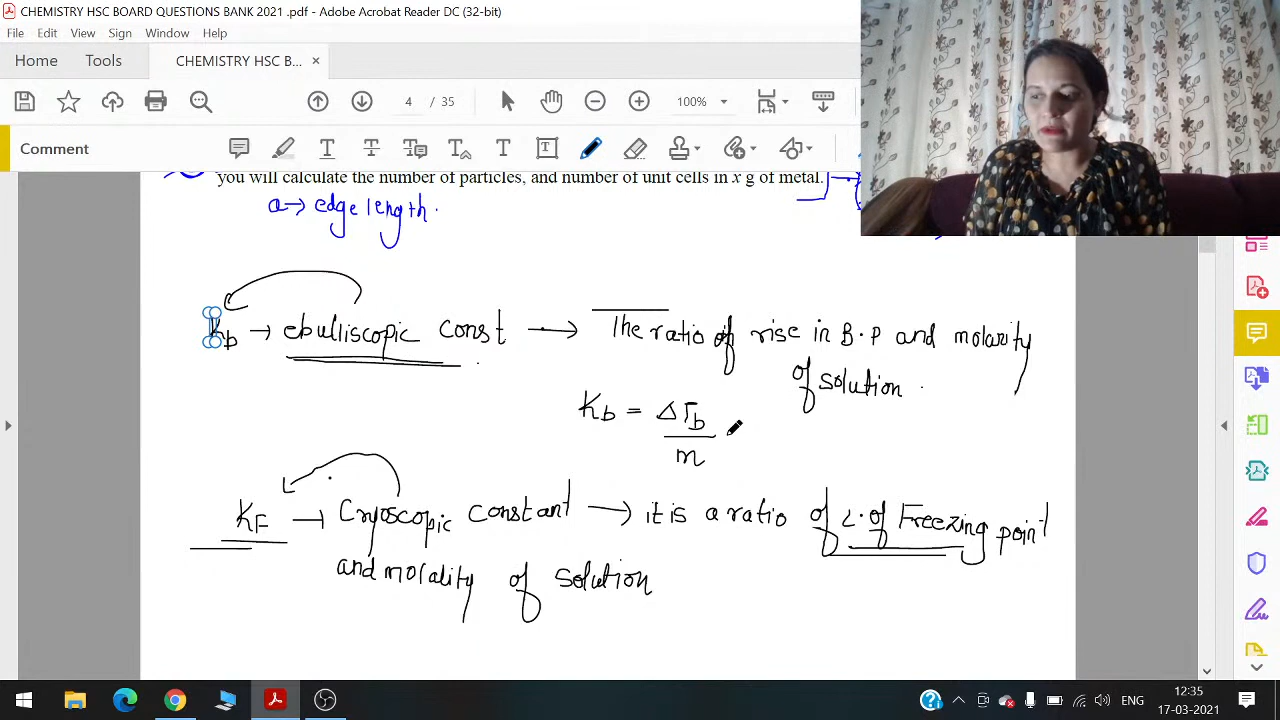 CHEMISTRY HSC BOARD QUESTIONS BANK 2021 .pdf - Adobe Acrobat Reader DC (32-bit)
File Edit View Sign Window Help
Home Tools CHEMISTRY HSC B... ×
4 / 35 100%
Comment
you will calculate the number of particles, and number of unit cells in x g of metal.
a → edge length.
Kb → ebulliscopic const → The ratio of rise in B.P and molarity
of solution.
Kb = ΔTb
m
KF → Cryoscopic constant → it is a ratio of L.of Freezing point
and molality of solution
ENG
12:35
17-03-2021